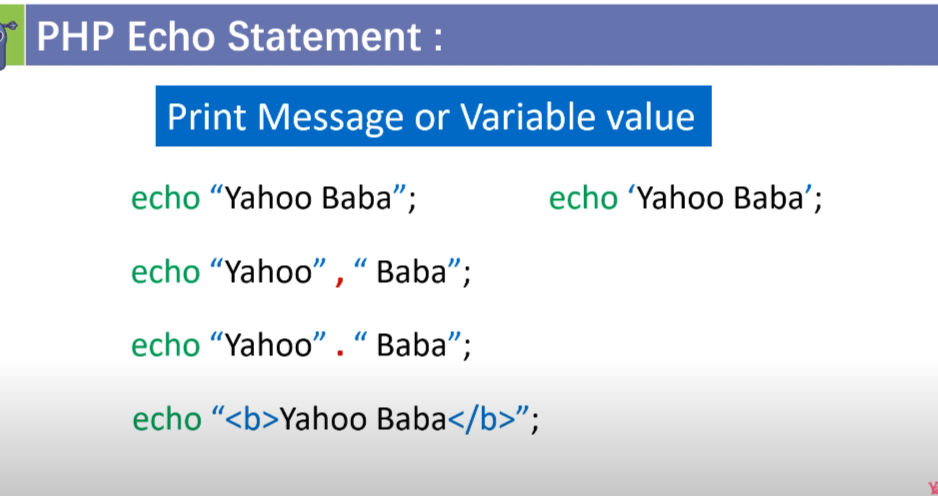 PHP Echo Statement :
Print Message or Variable value
echo “Yahoo Baba”; echo ‘Yahoo Baba’;
echo “Yahoo” , “ Baba”;
echo “Yahoo” . “ Baba”;
echo “<b>Yahoo Baba</b>”;